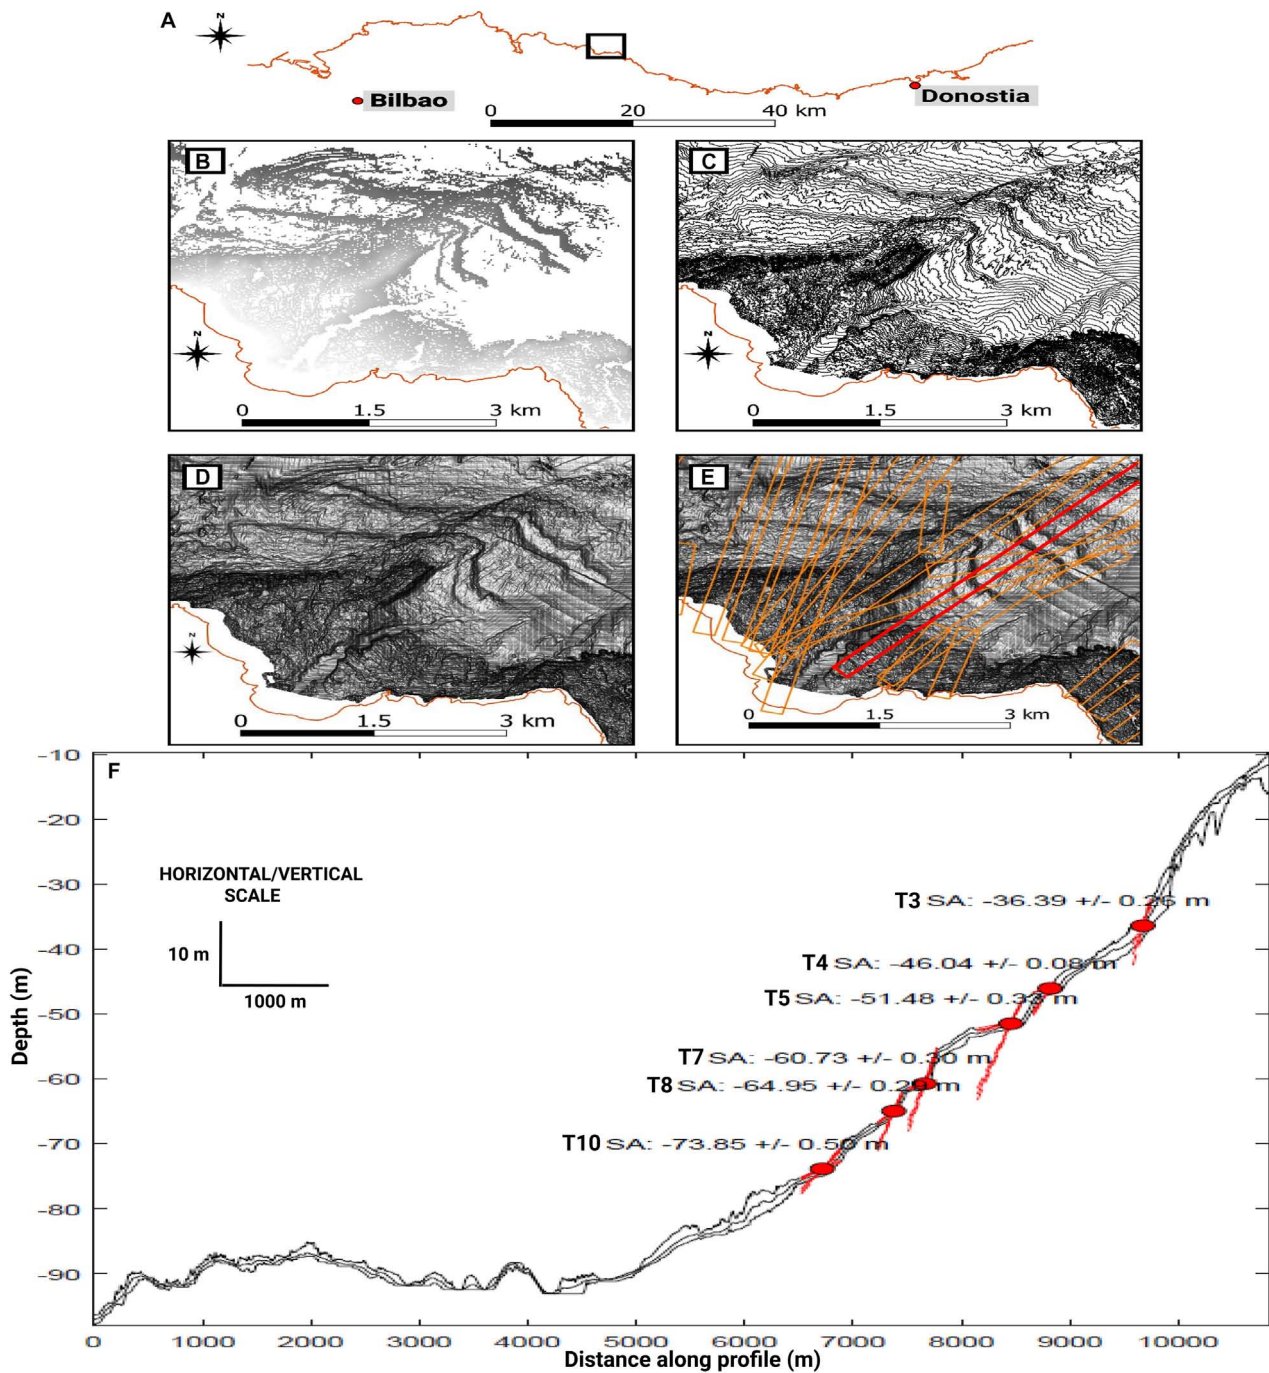 A
N
Bilbao
Donostia
0 20 40 km
B
N
0 1.5 3 km
C
N
0 1.5 3 km
D
N
0 1.5 3 km
E
N
0 1.5 3 km
F
-10
-20
-30
-40
-50
-60
-70
-80
-90
Depth (m)
HORIZONTAL/VERTICAL
SCALE
10 m
1000 m
T3 SA: -36.39 +/- 0.26 m
T4 SA: -46.04 +/- 0.08 m
T5 SA: -51.48 +/- 0.33 m
T7 SA: -60.73 +/- 0.30 m
T8 SA: -64.95 +/- 0.20 m
T10 SA: -73.85 +/- 0.50 m
0 1000 2000 3000 4000 5000 6000 7000 8000 9000 10000
Distance along profile (m)